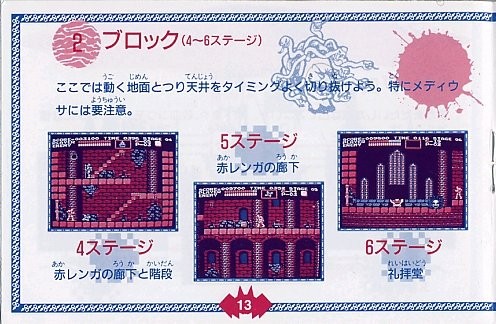 2 ブロック(4〜6ステージ)
ここでは動く地面とつり天井をタイミングよく切り抜けよう。特にメディウ
サには要注意。
5ステージ
赤レンガの廊下
4ステージ
赤レンガの廊下と階段
6ステージ
礼拝堂
13